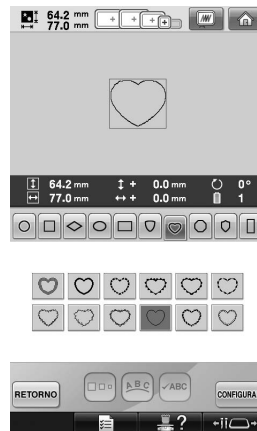 64.2 mm
77.0 mm
64.2 mm + 0.0 mm 0°
77.0 mm + 0.0 mm 1
RETORNO ABC ABC CONFIGURA
?